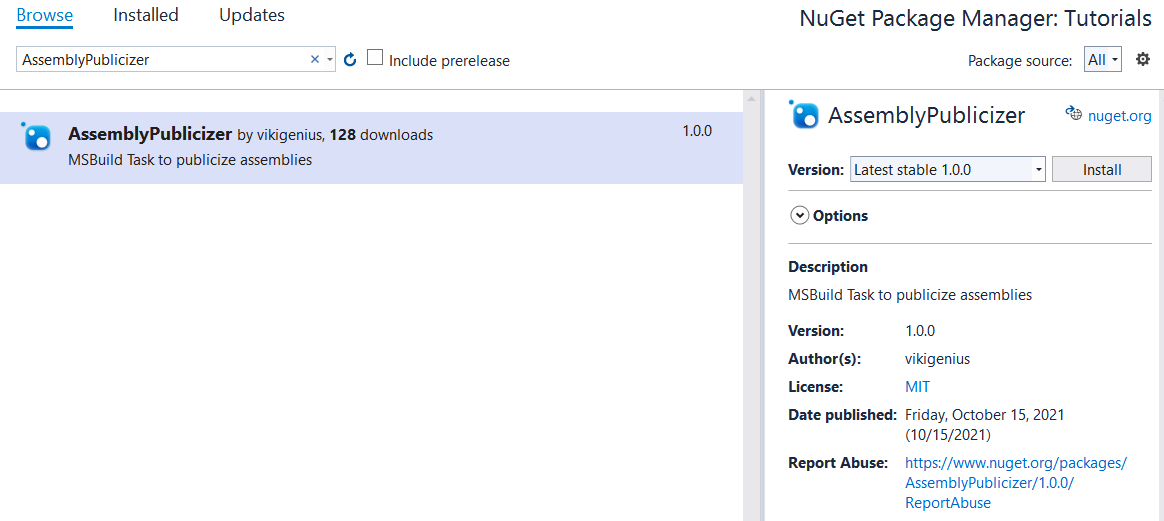 Browse Installed Updates
NuGet Package Manager: Tutorials
AssemblyPublicizer
Include prerelease
Package source: All
AssemblyPublicizer by vikigenius, 128 downloads
1.0.0
MSBuild Task to publicize assemblies
AssemblyPublicizer
nuget.org
Version: Latest stable 1.0.0 Install
Options
Description
MSBuild Task to publicize assemblies
Version: 1.0.0
Author(s): vikigenius
License: MIT
Date published: Friday, October 15, 2021
(10/15/2021)
Report Abuse: https://www.nuget.org/packages/
AssemblyPublicizer/1.0.0/
ReportAbuse